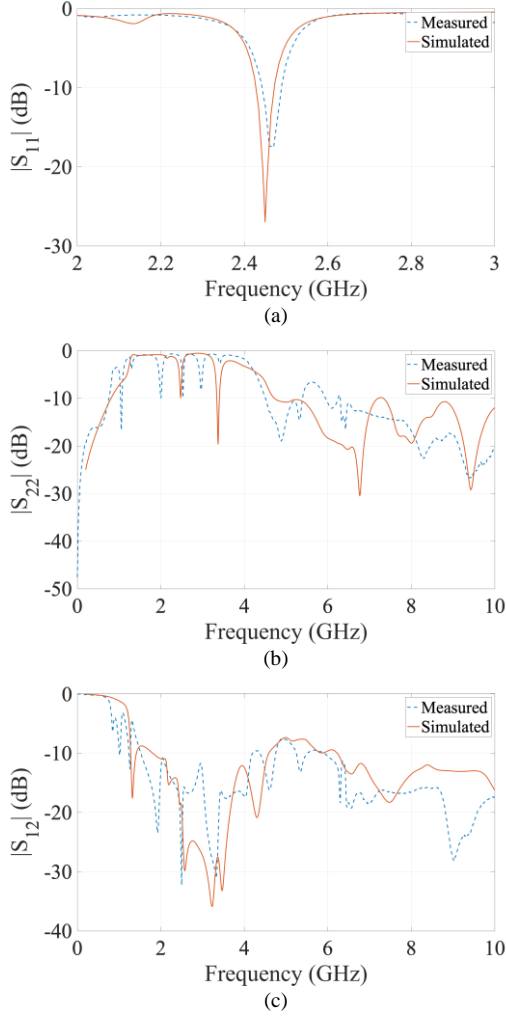 0
Measured
Simulated
-10
-20
-30
|S11| (dB)
2 2.2 2.4 2.6 2.8 3
Frequency (GHz)
(a)
0
Measured
Simulated
-10
-20
-30
-40
-50
|S22| (dB)
0 2 4 6 8 10
Frequency (GHz)
(b)
0
Measured
Simulated
-10
-20
-30
-40
|S12| (dB)
0 2 4 6 8 10
Frequency (GHz)
(c)